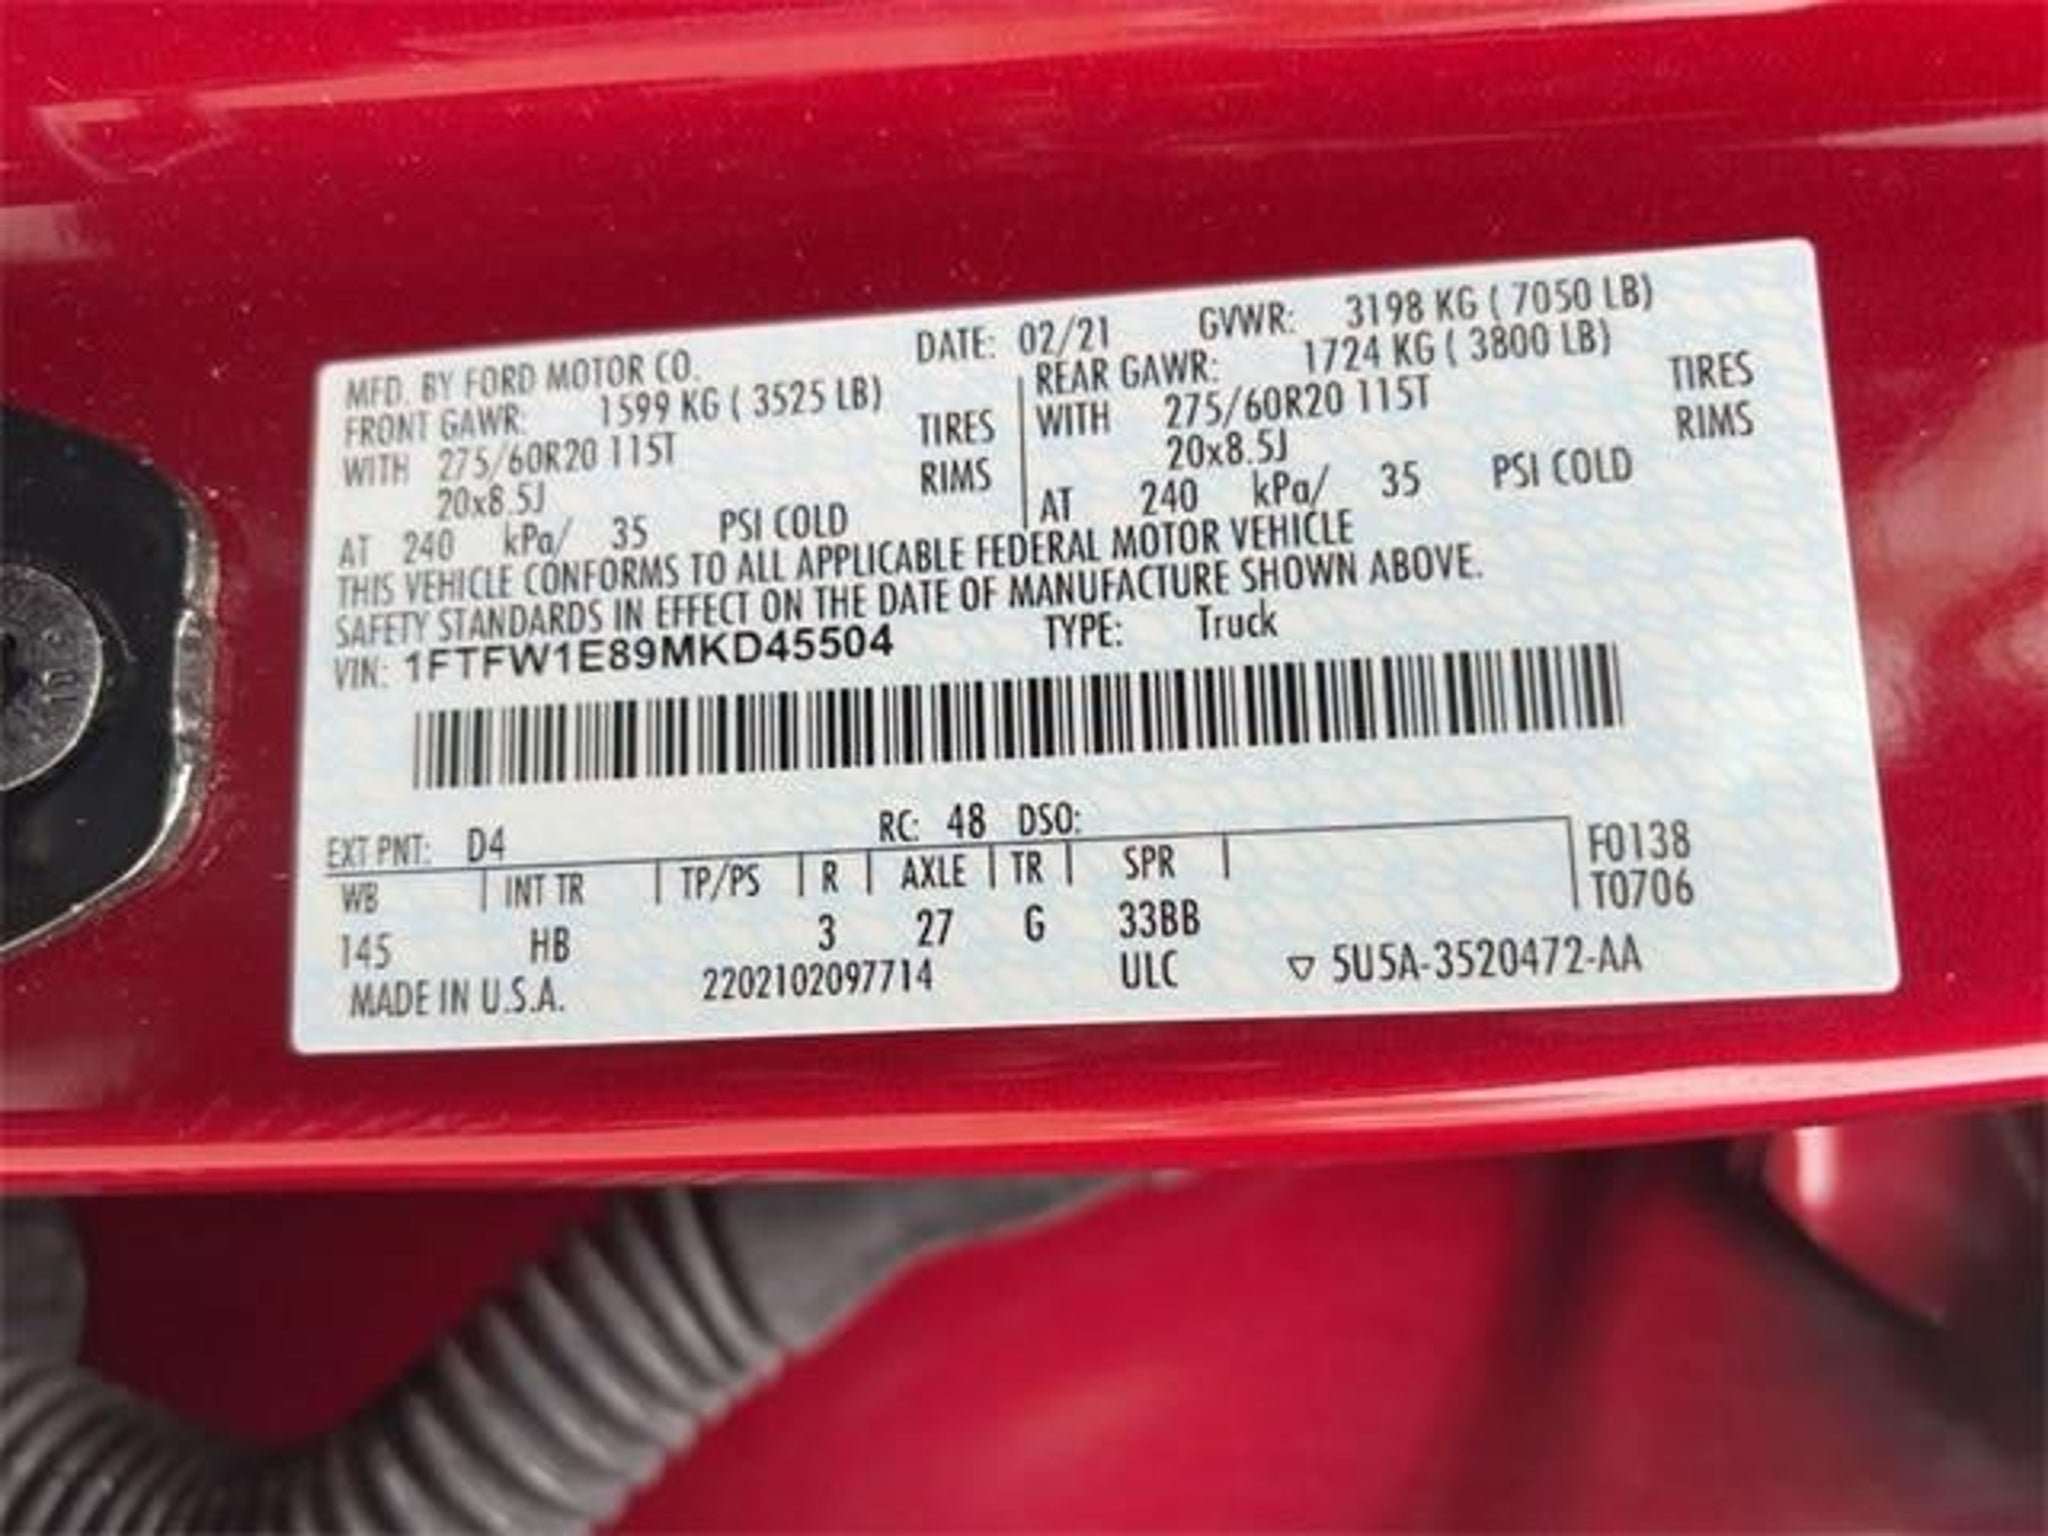 MFD. BY FORD MOTOR CO. DATE: 02/21 GVWR: 3198 KG ( 7050 LB)
FRONT GAWR: 1599 KG ( 3525 LB) REAR GAWR: 1724 KG ( 3800 LB)
WITH 275/60R20 115T TIRES WITH 275/60R20 115T TIRES
20x8.5J RIMS 20x8.5J RIMS
AT 240 kPa/ 35 PSI COLD AT 240 kPa/ 35 PSI COLD
THIS VEHICLE CONFORMS TO ALL APPLICABLE FEDERAL MOTOR VEHICLE
SAFETY STANDARDS IN EFFECT ON THE DATE OF MANUFACTURE SHOWN ABOVE.
VIN: 1FTFW1E89MKD45504 TYPE: Truck
EXT PNT: D4 RC: 48 DSO:
WB INT TR TP/PS R AXLE TR SPR F0138
T0706
145 HB 3 27 G 33BB
MADE IN U.S.A. 2202102097714 ULC ▽ 5U5A-3520472-AA